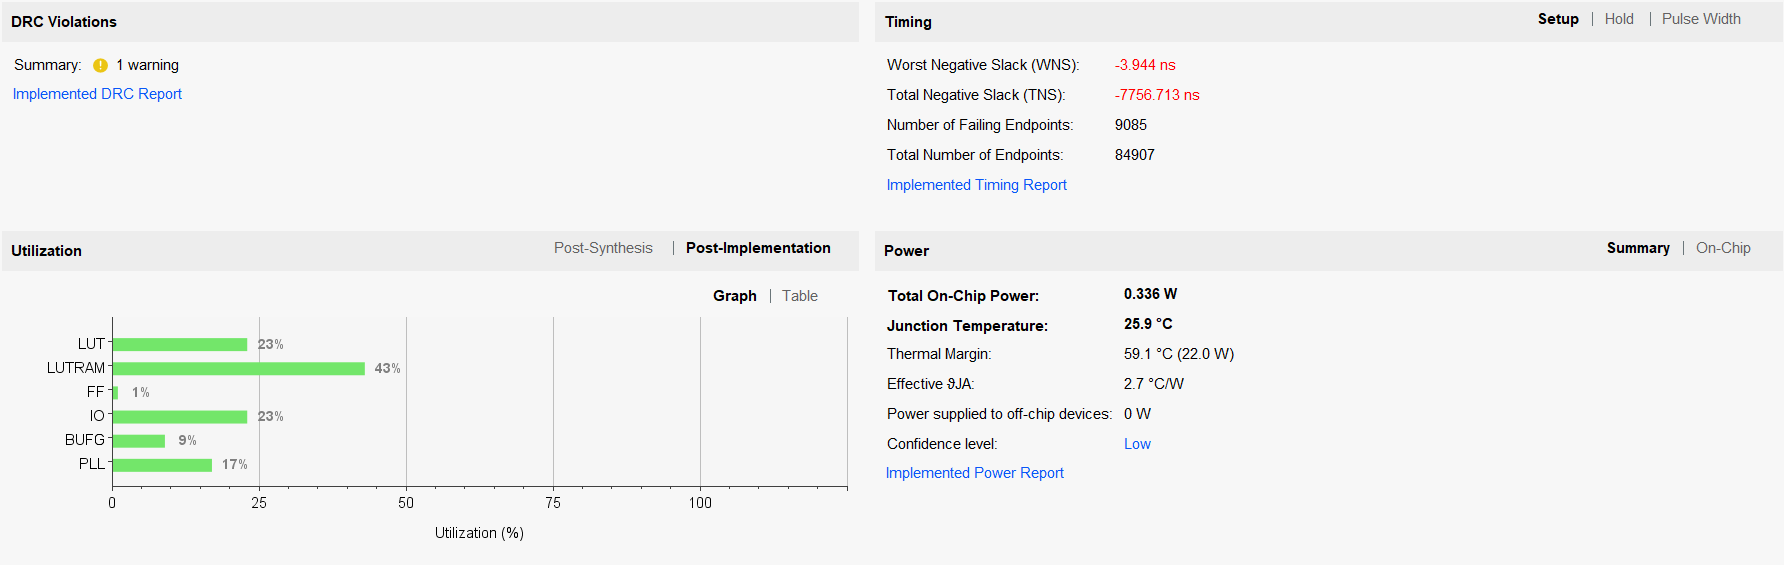 DRC Violations
Summary: 1 warning
Implemented DRC Report
Timing
Setup | Hold | Pulse Width
Worst Negative Slack (WNS): -3.944 ns
Total Negative Slack (TNS): -7756.713 ns
Number of Failing Endpoints: 9085
Total Number of Endpoints: 84907
Implemented Timing Report
Utilization
Post-Synthesis | Post-Implementation
Graph | Table
LUT 23%
LUTRAM 43%
FF 1%
IO 23%
BUFG 9%
PLL 17%
0 25 50 75 100
Utilization (%)
Power
Summary | On-Chip
Total On-Chip Power: 0.336 W
Junction Temperature: 25.9 °C
Thermal Margin: 59.1 °C (22.0 W)
Effective ϑJA: 2.7 °C/W
Power supplied to off-chip devices: 0 W
Confidence level: Low
Implemented Power Report